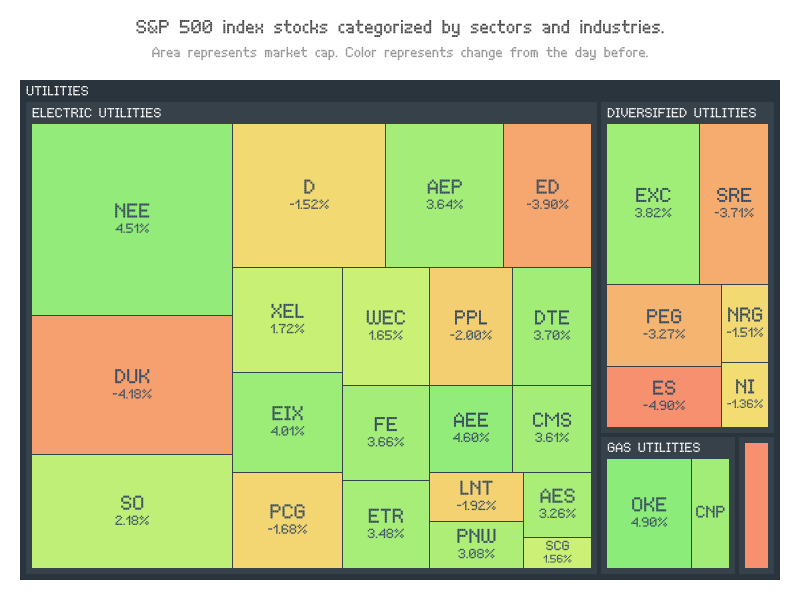 S&P 500 index stocks categorized by sectors and industries.
Area represents market cap. Color represents change from the day before.
UTILITIES
ELECTRIC UTILITIES
NEE
4.51%
DUK
-4.18%
SO
2.18%
D
-1.52%
AEP
3.64%
ED
-3.90%
XEL
1.72%
EIX
4.01%
PCG
-1.68%
WEC
1.65%
FE
3.66%
ETR
3.48%
PPL
-2.00%
DTE
3.70%
AEE
4.60%
CMS
3.61%
LNT
-1.92%
PNW
3.08%
AES
3.26%
SCG
1.56%
DIVERSIFIED UTILITIES
EXC
3.82%
SRE
-3.71%
PEG
-3.27%
ES
-4.90%
NRG
-1.51%
NI
-1.36%
GAS UTILITIES
OKE
4.90%
CNP